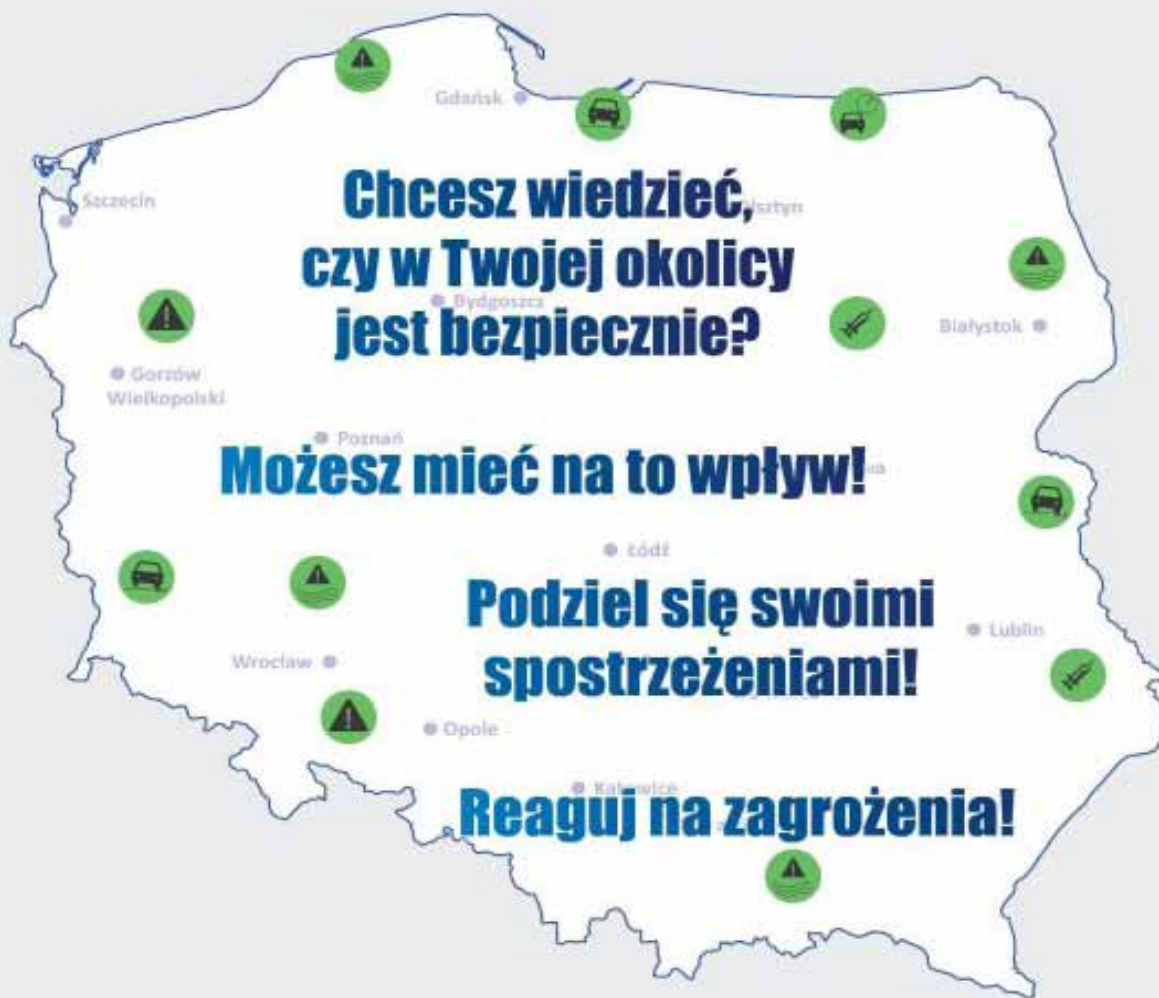 Gdańsk
Szczecin
Chcesz wiedzieć,
czy w Twojej okolicy
jest bezpiecznie?
Bydgoszcz
Białystok
Gorzów
Wielkopolski
Poznań
Możesz mieć na to wpływ!
Łódź
Podziel się swoimi
spostrzeżeniami!
Lublin
Wrocław
Opole
Katowice
Reaguj na zagrożenia!